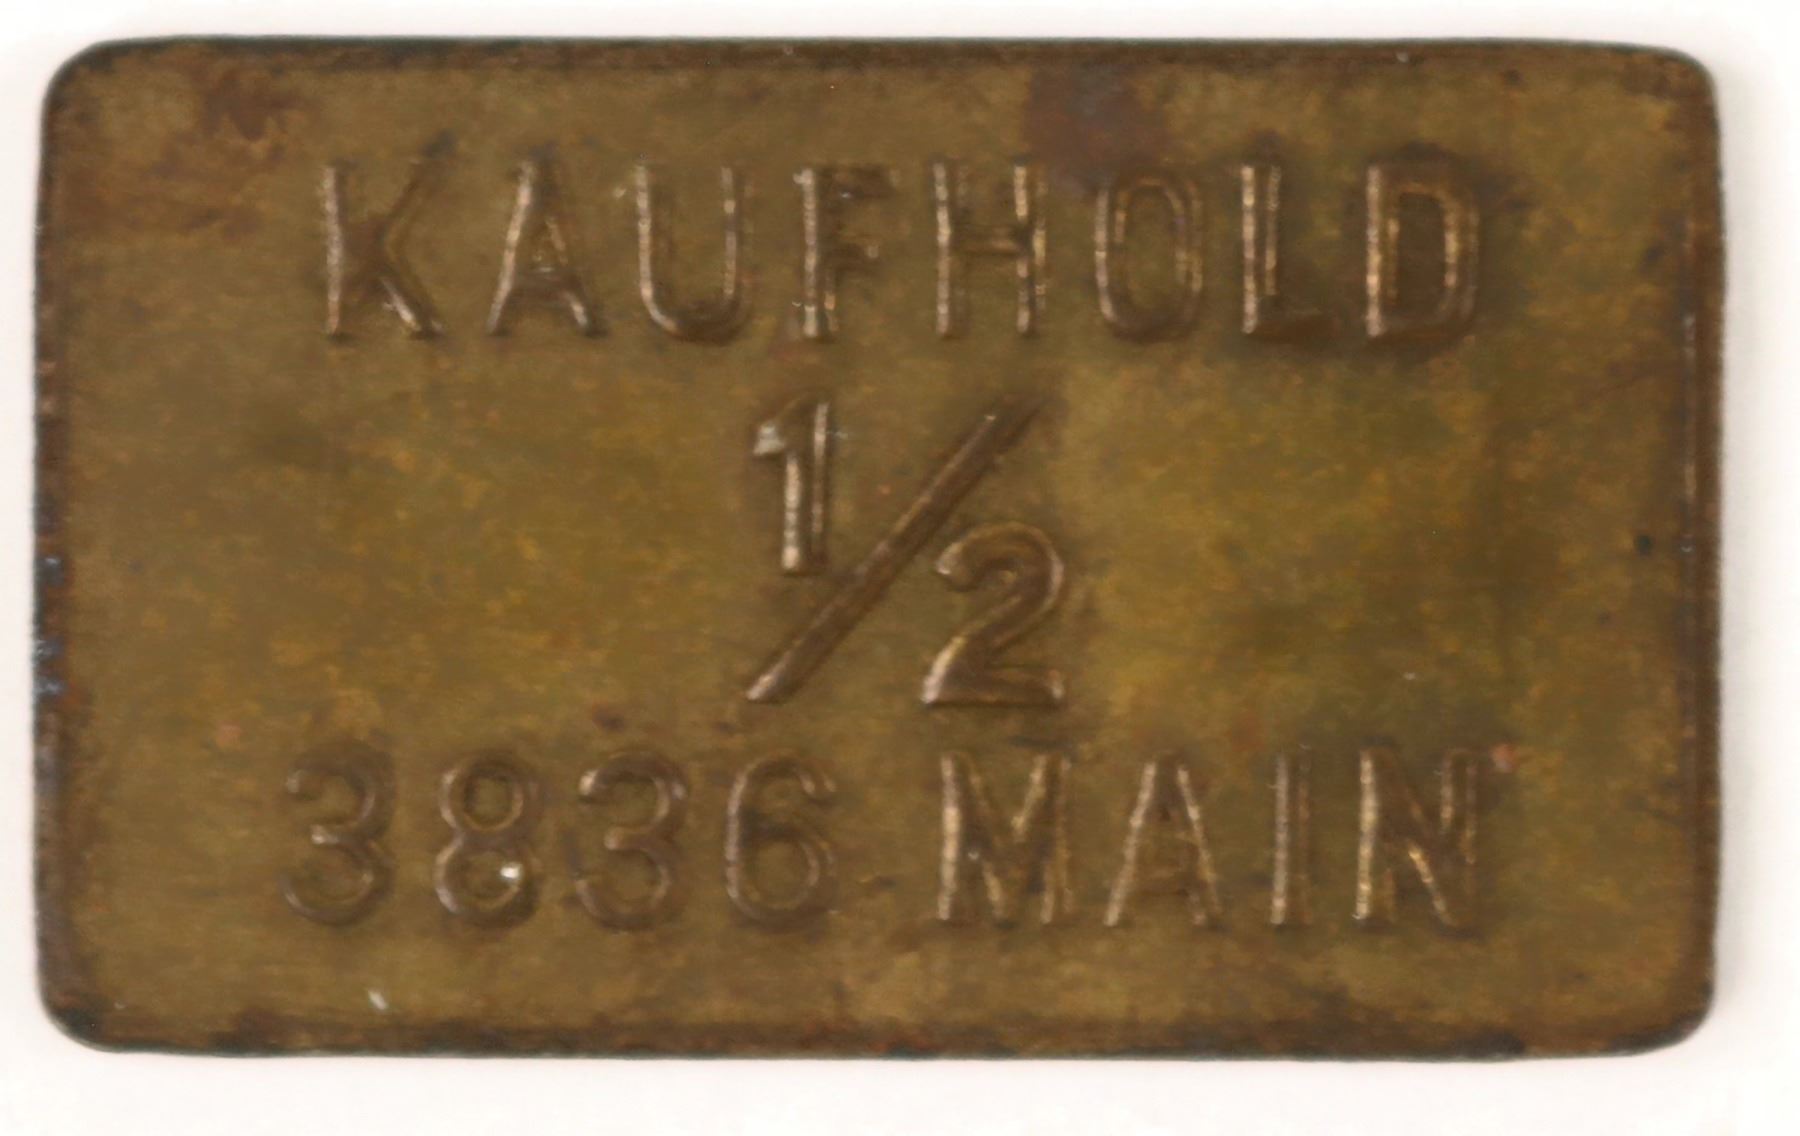 KAUFHOLD
1/2
3836 MAIN